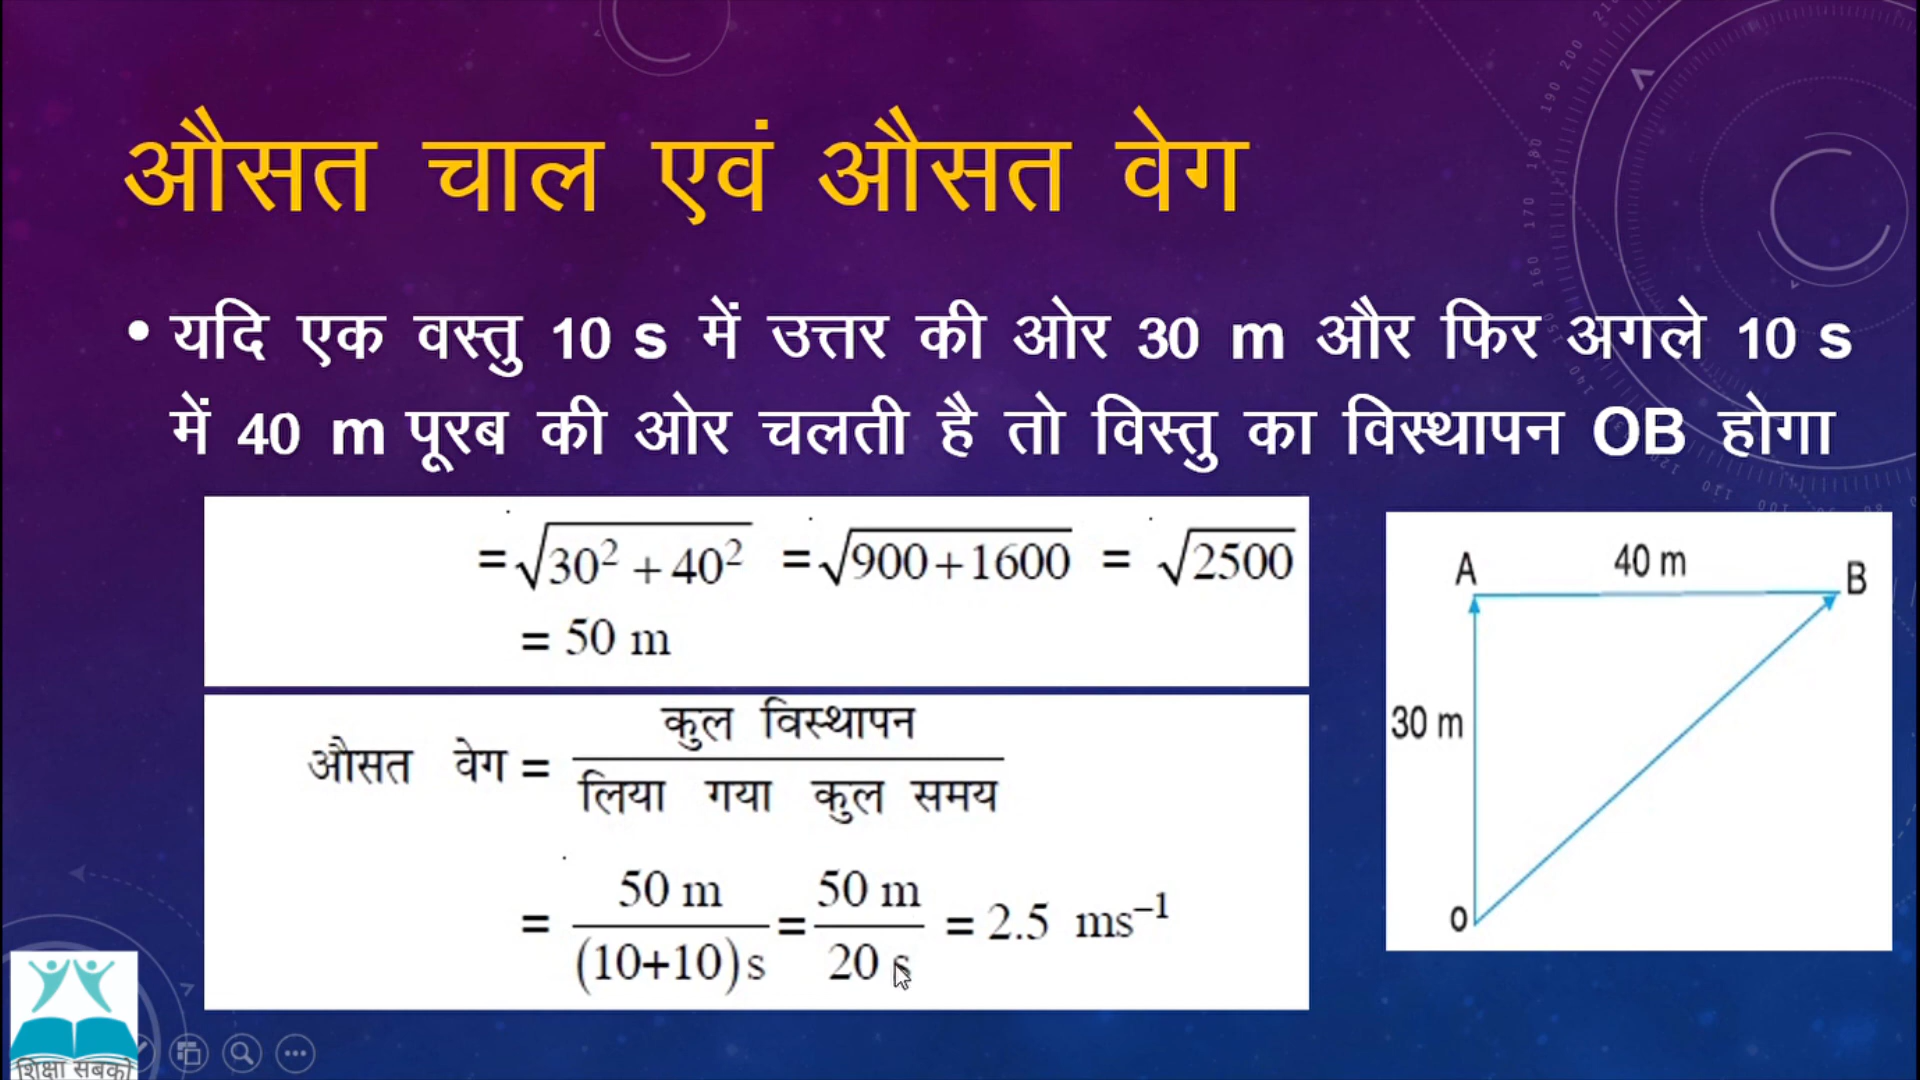 औसत चाल एवं औसत वेग
• यदि एक वस्तु 10 s में उत्तर की ओर 30 m और फिर अगले 10 s
में 40 m पूरब की ओर चलती है तो विस्तु का विस्थापन OB होगा
= √(30² + 40²) = √(900+1600) = √2500
= 50 m
औसत वेग = कुल विस्थापन / लिया गया कुल समय
= 50 m / (10+10) s = 50 m / 20 s = 2.5 ms⁻¹
A 40 m B
30 m
O
शिक्षा सबको